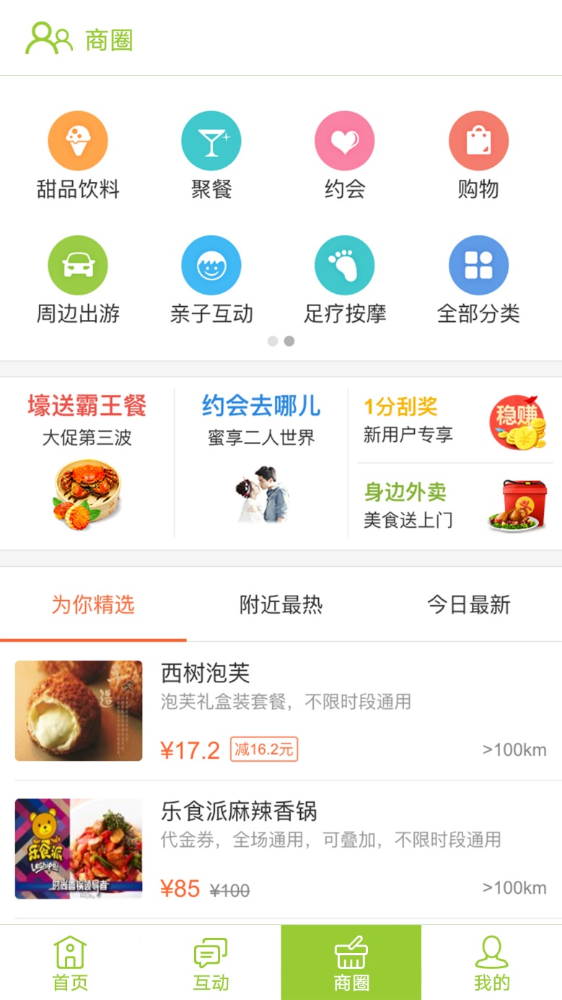 商圈
甜品饮料
聚餐
约会
购物
周边出游
亲子互动
足疗按摩
全部分类
壕送霸王餐
大促第三波
约会去哪儿
蜜享二人世界
1分刮奖
新用户专享
稳赚
身边外卖
美食送上门
为你精选
附近最热
今日最新
西树泡芙
泡芙礼盒装套餐，不限时段通用
¥17.2 减16.2元 >100km
乐食派麻辣香锅
代金券，全场通用，可叠加，不限时段通用
乐食派
Leshipai
时尚香锅领导者
¥85 ¥100 >100km
首页
互动
商圈
我的